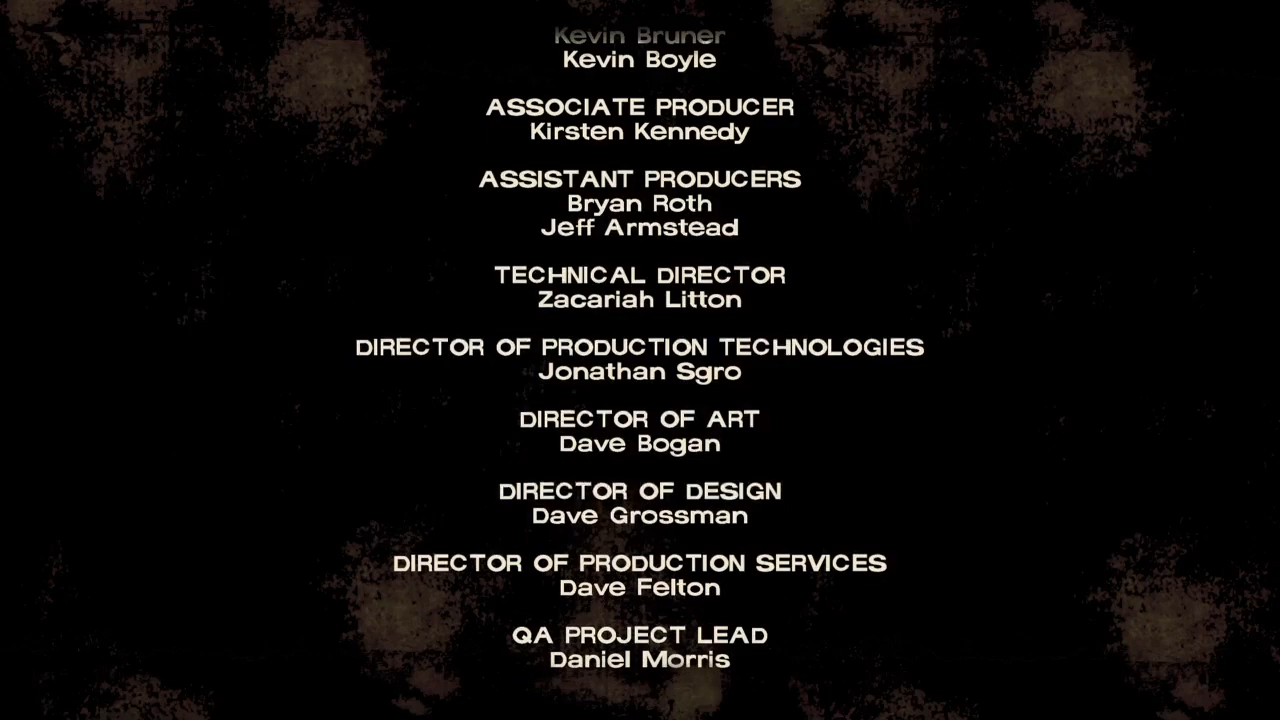 Kevin Bruner
Kevin Boyle
ASSOCIATE PRODUCER
Kirsten Kennedy
ASSISTANT PRODUCERS
Bryan Roth
Jeff Armstead
TECHNICAL DIRECTOR
Zacariah Litton
DIRECTOR OF PRODUCTION TECHNOLOGIES
Jonathan Sgro
DIRECTOR OF ART
Dave Bogan
DIRECTOR OF DESIGN
Dave Grossman
DIRECTOR OF PRODUCTION SERVICES
Dave Felton
QA PROJECT LEAD
Daniel Morris